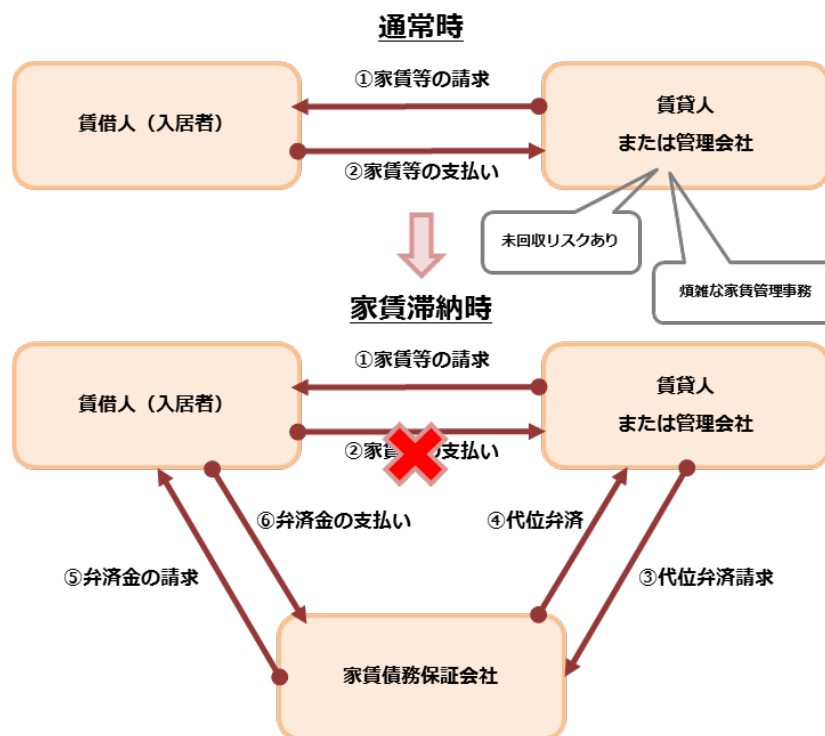 通常時
①家賃等の請求
賃借人（入居者）
賃貸人
または管理会社
②家賃等の支払い
未回収リスクあり
煩雑な家賃管理事務
家賃滞納時
①家賃等の請求
賃借人（入居者）
賃貸人
または管理会社
②家賃の支払い
⑥弁済金の支払い
④代位弁済
⑤弁済金の請求
③代位弁済請求
家賃債務保証会社